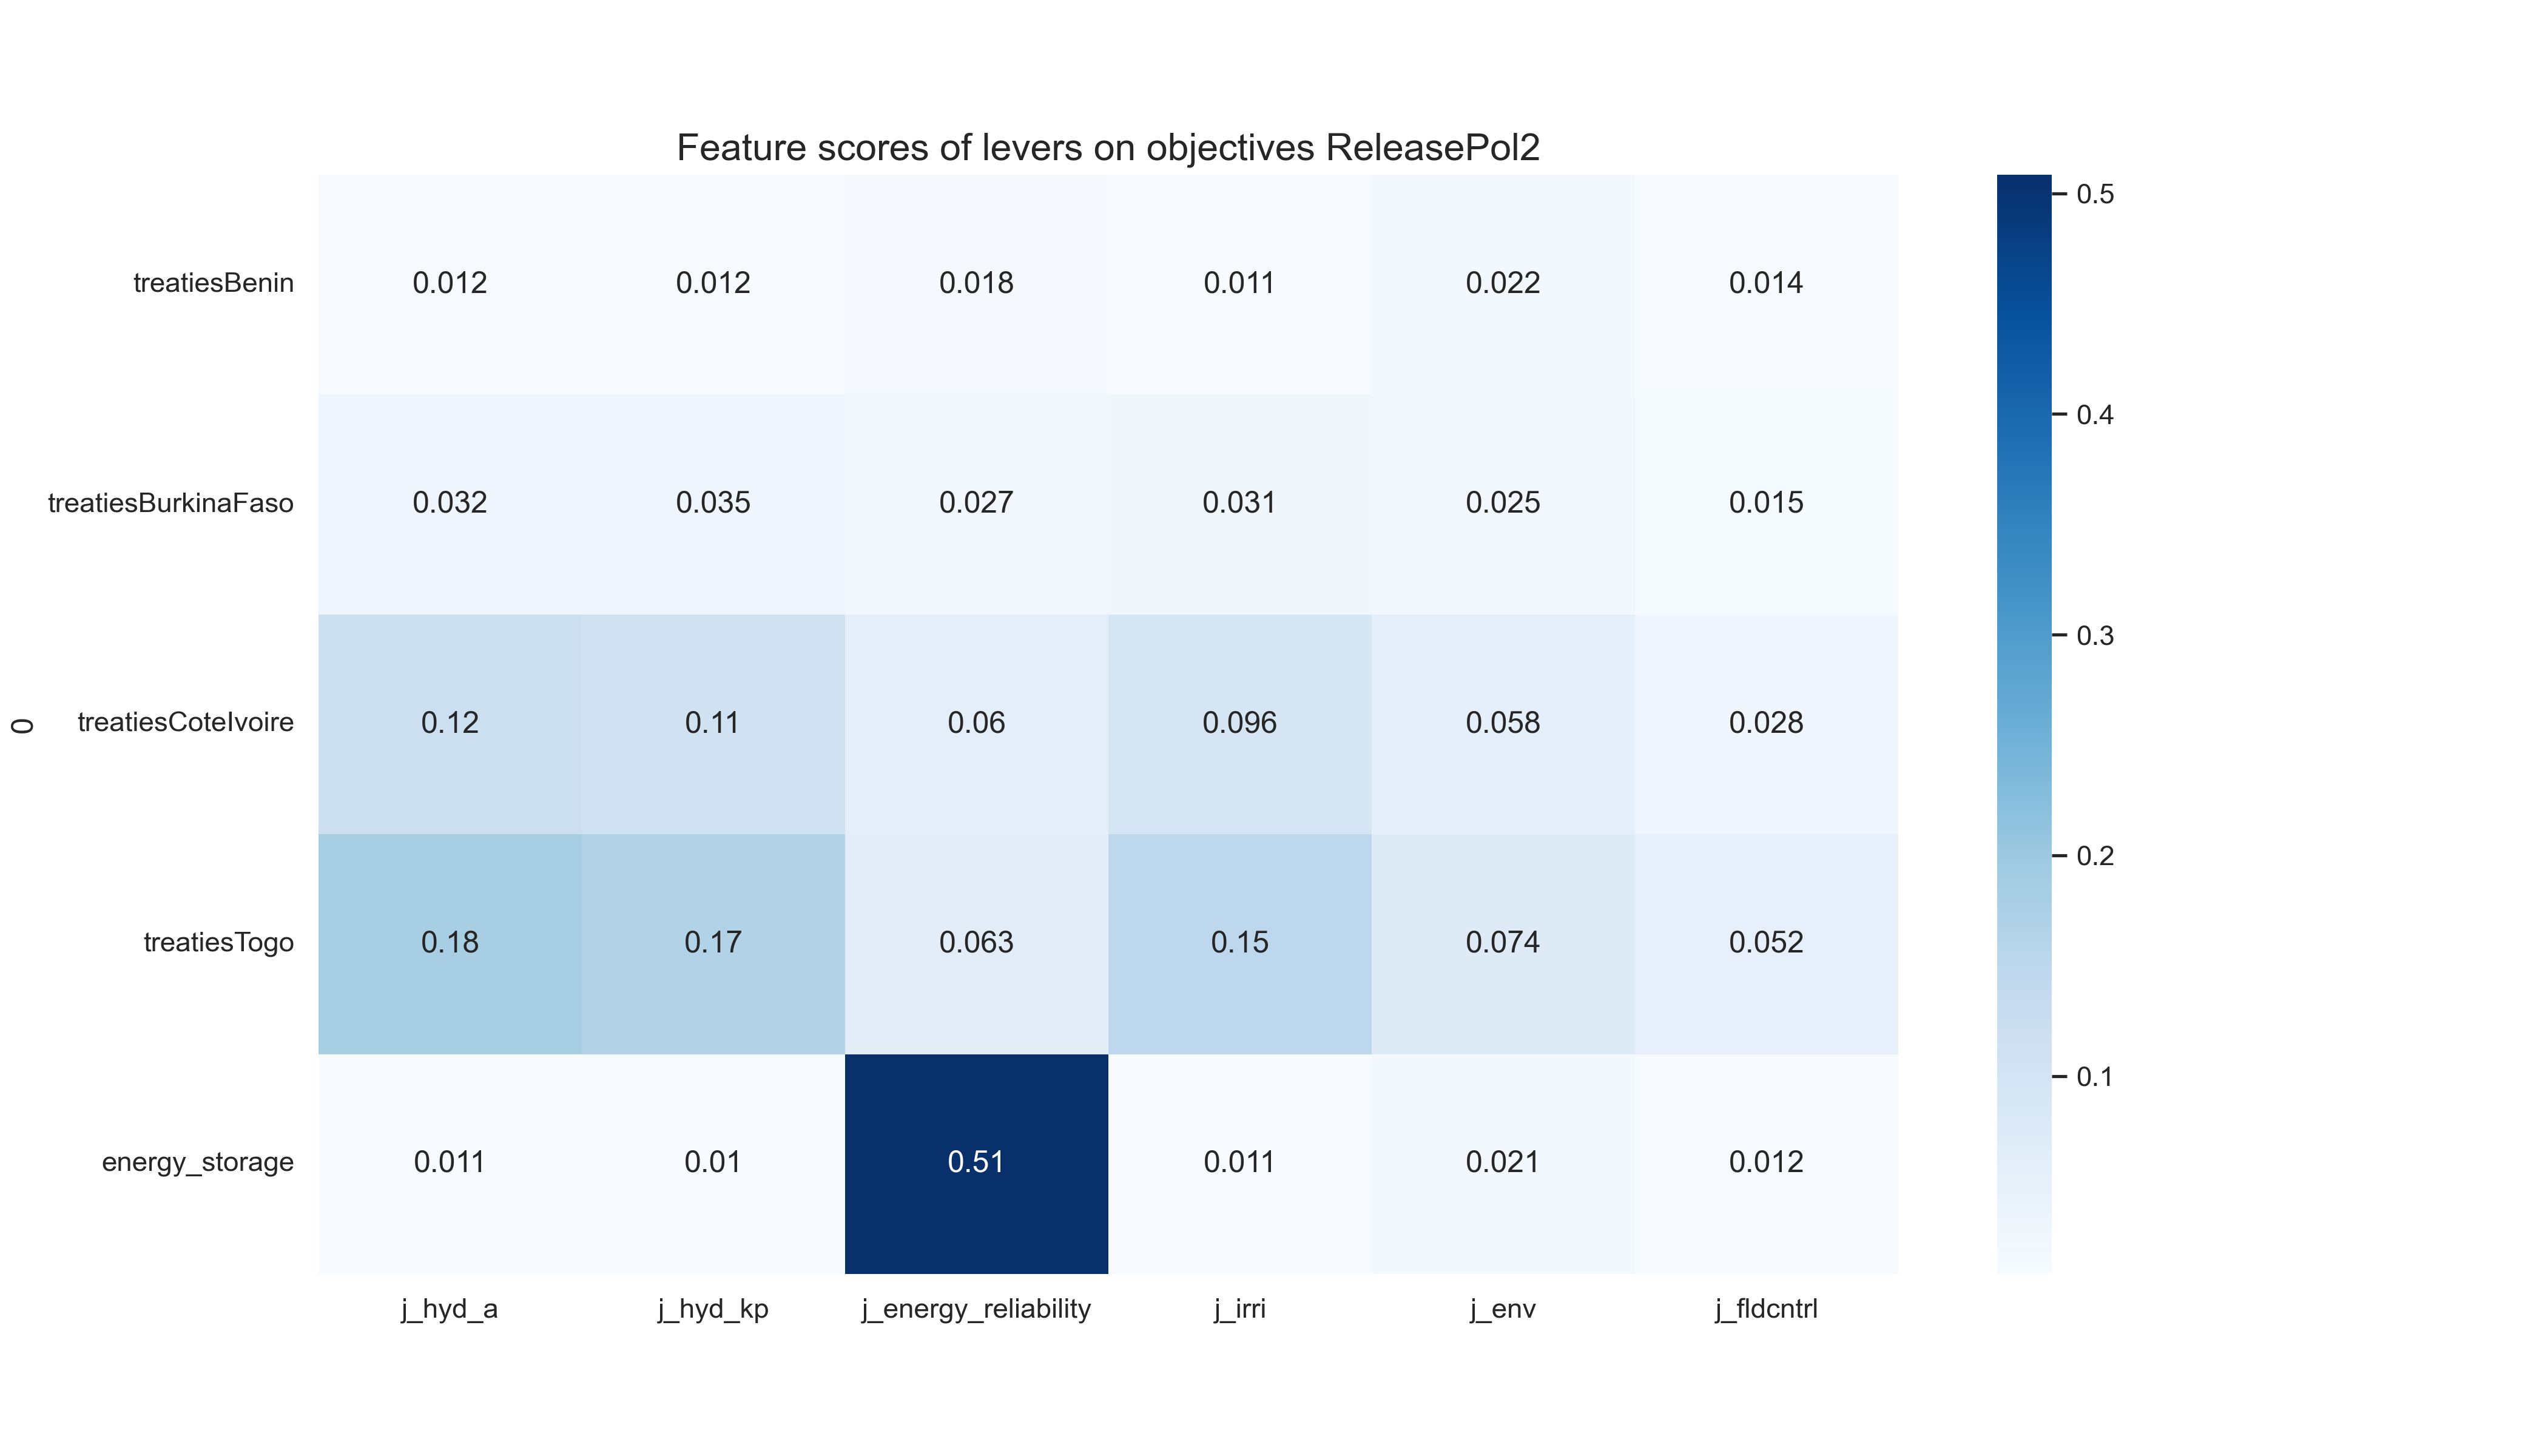 Feature scores of levers on objectives ReleasePol2
treatiesBenin 0.012 0.012 0.018 0.011 0.022 0.014
treatiesBurkinaFaso 0.032 0.035 0.027 0.031 0.025 0.015
treatiesCoteIvoire 0.12 0.11 0.06 0.096 0.058 0.028
treatiesTogo 0.18 0.17 0.063 0.15 0.074 0.052
energy_storage 0.011 0.01 0.51 0.011 0.021 0.012
j_hyd_a j_hyd_kp j_energy_reliability j_irri j_env j_fldcntrl
0
0.5
0.4
0.3
0.2
0.1